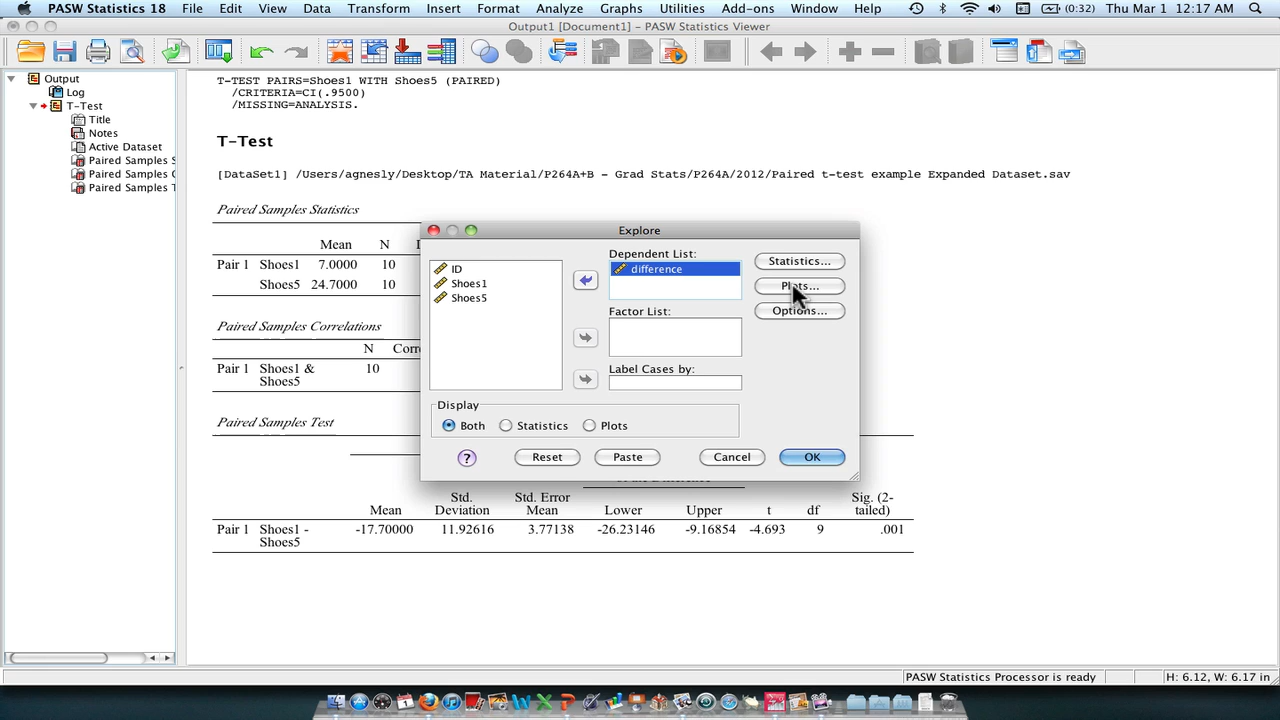 PASW Statistics 18 File Edit View Data Transform Insert Format Analyze Graphs Utilities Add-ons Window Help (0:32) Thu Mar 1 12:17 AM
Output1 [Document1] - PASW Statistics Viewer
Output
Log
T-Test
Title
Notes
Active Dataset
Paired Samples S
Paired Samples C
Paired Samples T
T-TEST PAIRS=Shoes1 WITH Shoes5 (PAIRED)
/CRITERIA=CI(.9500)
/MISSING=ANALYSIS.
T-Test
[DataSet1] /Users/agnesly/Desktop/TA Material/P264A+B - Grad Stats/P264A/2012/Paired t-test example Expanded Dataset.sav
Paired Samples Statistics
Mean N
Pair 1 Shoes1 7.0000 10
Shoes5 24.7000 10
Paired Samples Correlations
N Corre
Pair 1 Shoes1 & Shoes5 10
Paired Samples Test
Mean Std. Deviation Std. Error Mean Lower Upper t df Sig. (2-tailed)
Pair 1 Shoes1 - Shoes5 -17.70000 11.92616 3.77138 -26.23146 -9.16854 -4.693 9 .001
Explore
ID
Shoes1
Shoes5
Dependent List:
difference
Factor List:
Label Cases by:
Statistics...
Plots...
Options...
Display
Both Statistics Plots
? Reset Paste Cancel OK
PASW Statistics Processor is ready H: 6.12, W: 6.17 in